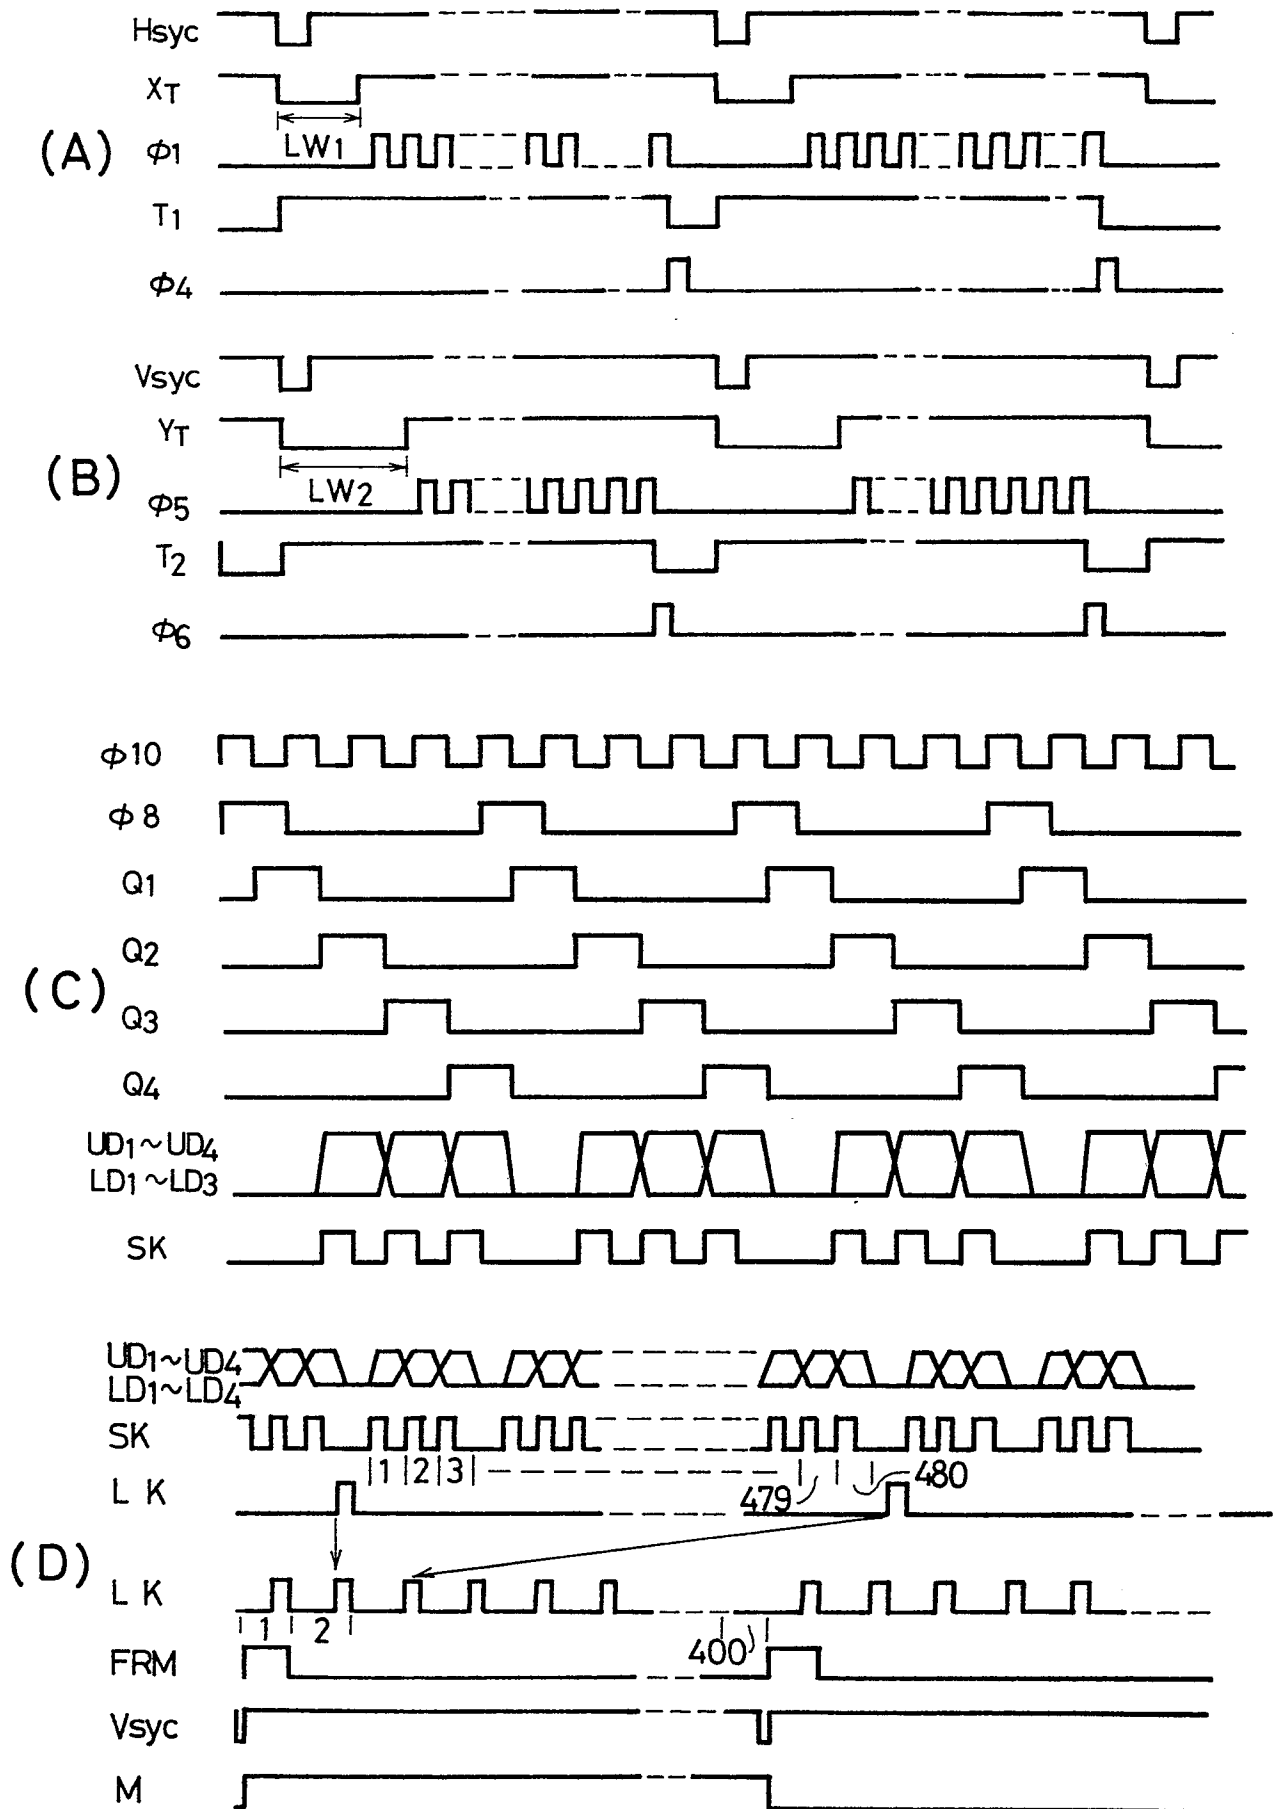 Hsyc
XT
LW1
(A)
ϕ1
T1
ϕ4
Vsyc
YT
(B)
LW2
ϕ5
T2
ϕ6
ϕ10
ϕ8
Q1
Q2
(C)
Q3
Q4
UD1~UD4
LD1~LD3
SK
UD1~UD4
LD1~LD4
SK
1 2 3
479 480
LK
(D)
LK
1 2
400
FRM
Vsyc
M